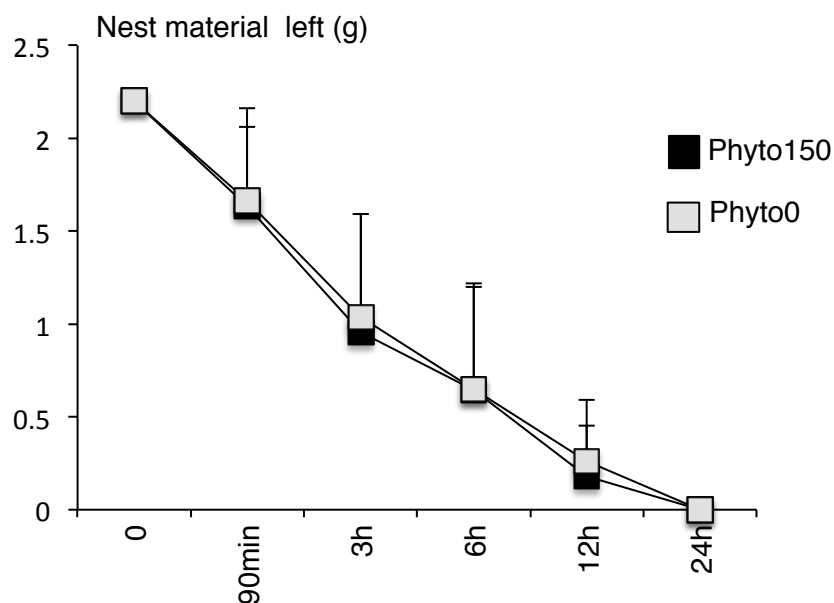 Nest material left (g)
2.5
2
1.5
1
0.5
0
0
90min
3h
6h
12h
24h
Phyto150
Phyto0